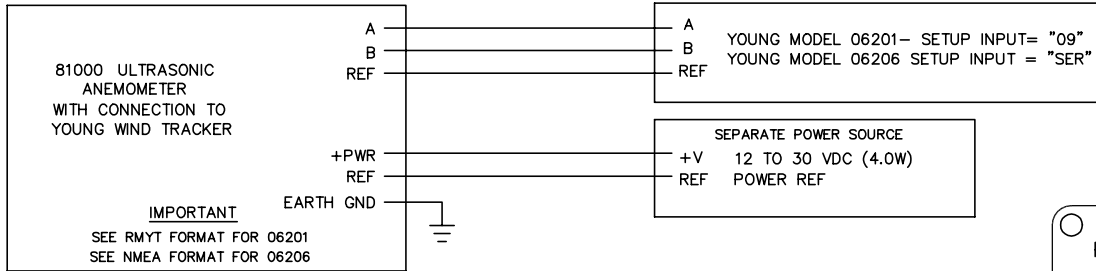 81000 ULTRASONIC
ANEMOMETER
WITH CONNECTION TO
YOUNG WIND TRACKER
IMPORTANT
SEE RMYT FORMAT FOR 06201
SEE NMEA FORMAT FOR 06206
A
B
REF
+PWR
REF
EARTH GND
A
B
REF
YOUNG MODEL 06201- SETUP INPUT= "09"
YOUNG MODEL 06206 SETUP INPUT = "SER"
SEPARATE POWER SOURCE
+V 12 TO 30 VDC (4.0W)
REF POWER REF